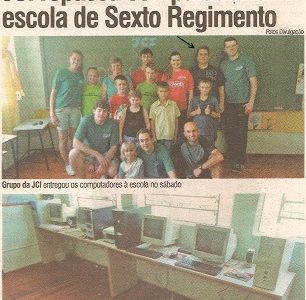 escola de Sexto Regimento
Fotos Divulgação
Grupo da JCI entregou os computadores à escola no sábado